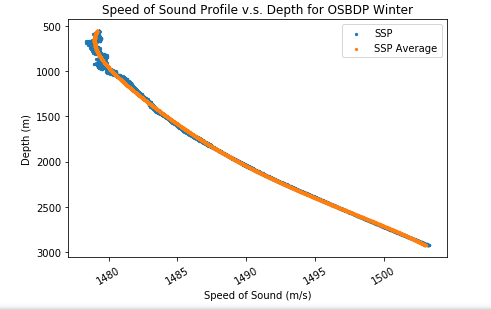 Speed of Sound Profile v.s. Depth for OSBDP Winter
SSP
SSP Average
500
1000
1500
2000
2500
3000
Depth (m)
1480
1485
1490
1495
1500
Speed of Sound (m/s)